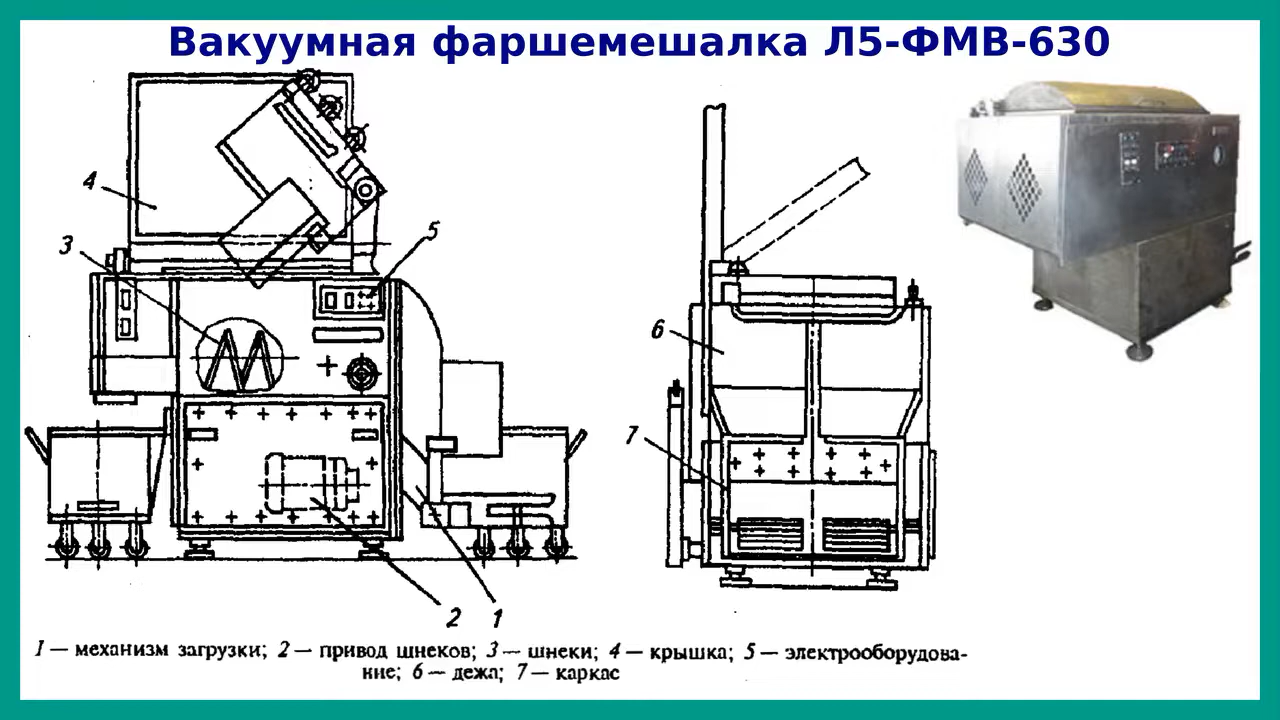 Вакуумная фаршемешалка Л5-ФМВ-630
4
3
5
6
7
2 1
1 — механизм загрузки; 2 — привод шнеков; 3 — шнеки; 4 — крышка; 5 — электрооборудова-
ние; 6 — дежа; 7 — каркас